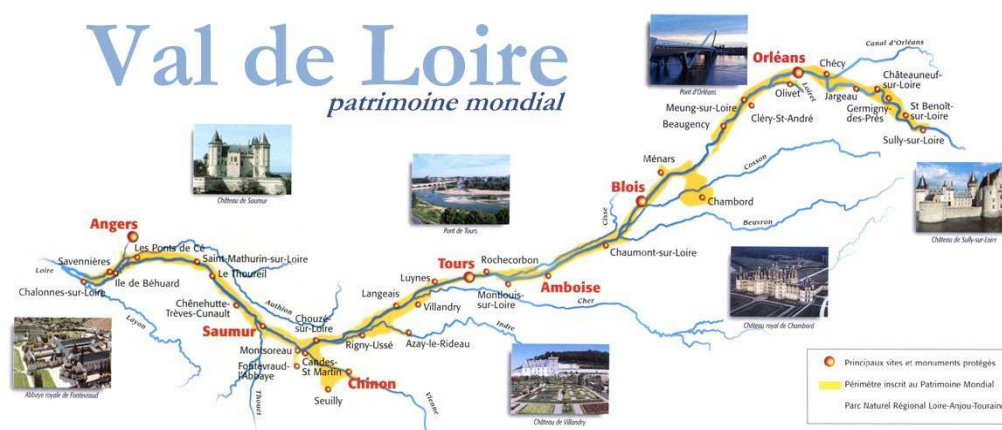 Val de Loire
patrimoine mondial
Pont d'Orléans
Orléans
Chécy
Canal d'Orléans
Châteauneuf-
sur-Loire
Olivet
Loiret
Jargeau
Germigny-
des-Prés
St Benoît-
sur-Loire
Sully-sur-Loire
Meung-sur-Loire
Cléry-St-André
Beaugency
Château de Saumur
Ménars
Cosson
Blois
Chambord
Cisse
Beuvron
Chaumont-sur-Loire
Château de Sully-sur-Loire
Pont de Tours
Angers
Les Ponts de Cé
Savennières
Saint-Mathurin-sur-Loire
Loire
Ile de Béhuard
Le Thoureil
Chalonnes-sur-Loire
Tours
Rochecorbon
Luynes
Amboise
Montlouis-
sur-Loire
Cher
Langeais
Villandry
Château royal de Chambord
Chênehutte-
Trèves-Cunault
Authion
Layon
Chouzé-
sur-Loire
Indre
Saumur
Rigny-Ussé
Azay-le-Rideau
Montsoreau
Candes-
St Martin
Fontevraud-
l'Abbaye
Chinon
Seuilly
Thouet
Vienne
Abbaye royale de Fontevraud
Château de Villandry
Principaux sites et monuments protégés
Périmètre inscrit au Patrimoine Mondial
Parc Naturel Régional Loire-Anjou-Touraine